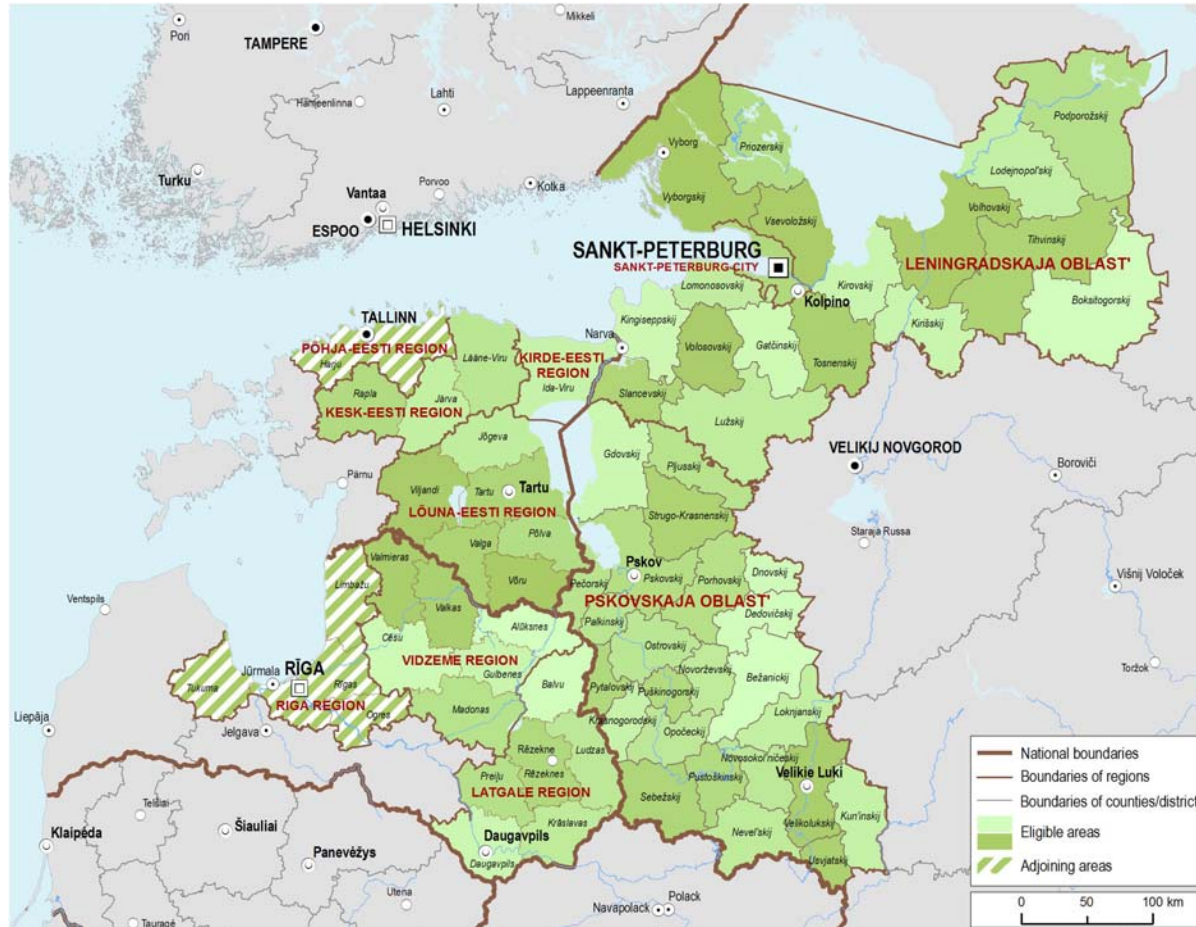 Mikkeli
Pori
TAMPERE
Lahti
Lappeenranta
Hämeenlinna
Podporožskij
Priozerskij
Vyborg
Lodejnopol'skij
Turku
Vantaa
Porvoo
Kotka
Vyborgskij
ESPOO
HELSINKI
Vsevoložskij
Volhovskij
Tihvinskij
SANKT-PETERBURG
SANKT-PETERBURG CITY
LENINGRADSKAJA OBLAST'
Lomonosovskij
Kirovskij
Kolpino
Boksitogorskij
Kingiseppskij
Kirišskij
TALLINN
Narva
Volosovskij
Gatčinskij
Tosnenskij
POHJA-EESTI REGION
Harju
Lääne-Viru
KIRDE-EESTI
REGION
Ida-Viru
Rapla
Järva
KESK-EESTI REGION
Slancevskij
Lužskij
Jõgeva
Gdovskij
VELIKIJ NOVGOROD
Pljusskij
Boroviči
Pärnu
Viljandi
Tartu
Tartu
LÕUNA-EESTI REGION
Strugo-Krasnenskij
Staraja Russa
Valga
Põlva
Valmieras
Võru
Pskov
Pečorskij
Pskovskij
Porhovskij
Dnovskij
Višnij Voloček
Limbažu
PSKOVSKAJA OBLAST'
Dedovičskij
Ventspils
Valkas
Alūksnes
Palkinskij
Cēsu
Ostrovskij
VIDZEME REGION
Gulbenes
Novorževskij
Bežanickij
Toržok
Jūrmala
RĪGA
Rīgas
Balvu
Pytalovskij
Puškinogorskij
Tukuma
RIGA REGION
Ogres
Madonas
Krasnogorodskij
Loknjanskij
Liepāja
Jelgava
Opočeckij
Rēzekne
Ludzas
Novosokol'ničeskij
Preiļu
Rēzeknes
Pustoškinskij
Velikie Luki
LATGALE REGION
Sebežskij
Telšiai
Krāslavas
Velikolukskij
Kun'inskij
Šiauliai
Daugavpils
Nevel'skij
Klaipėda
Daugavpils
Usvjatskij
Panevėžys
Utena
Polack
Navapolack
Tauragė
National boundaries
Boundaries of regions
Boundaries of counties/district
Eligible areas
Adjoining areas
0 50 100 km